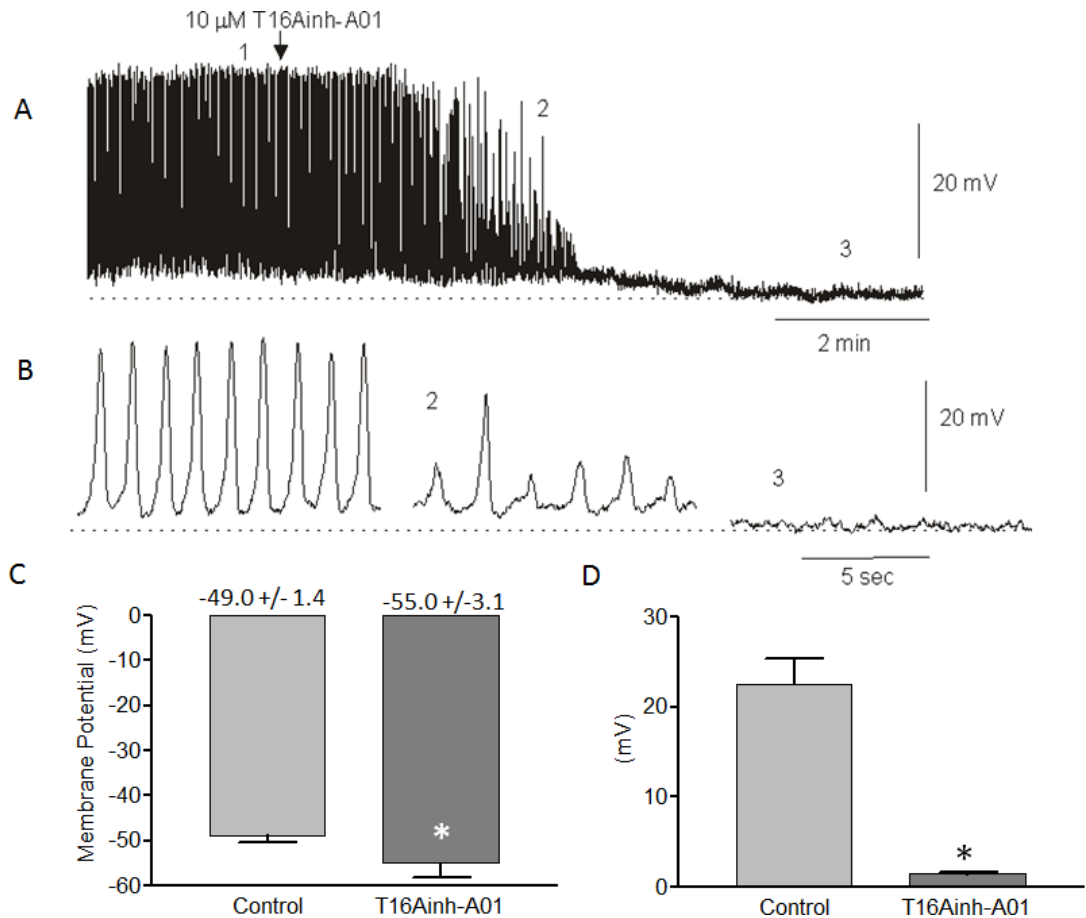 10 µM T16Ainh-A01
1
A
2
20 mV
3
2 min
B
2
20 mV
3
5 sec
C
-49.0 +/- 1.4
-55.0 +/-3.1
Membrane Potential (mV)
0
-10
-20
-30
-40
-50
-60
*
Control
T16Ainh-A01
D
(mV)
30
20
10
0
*
Control
T16Ainh-A01